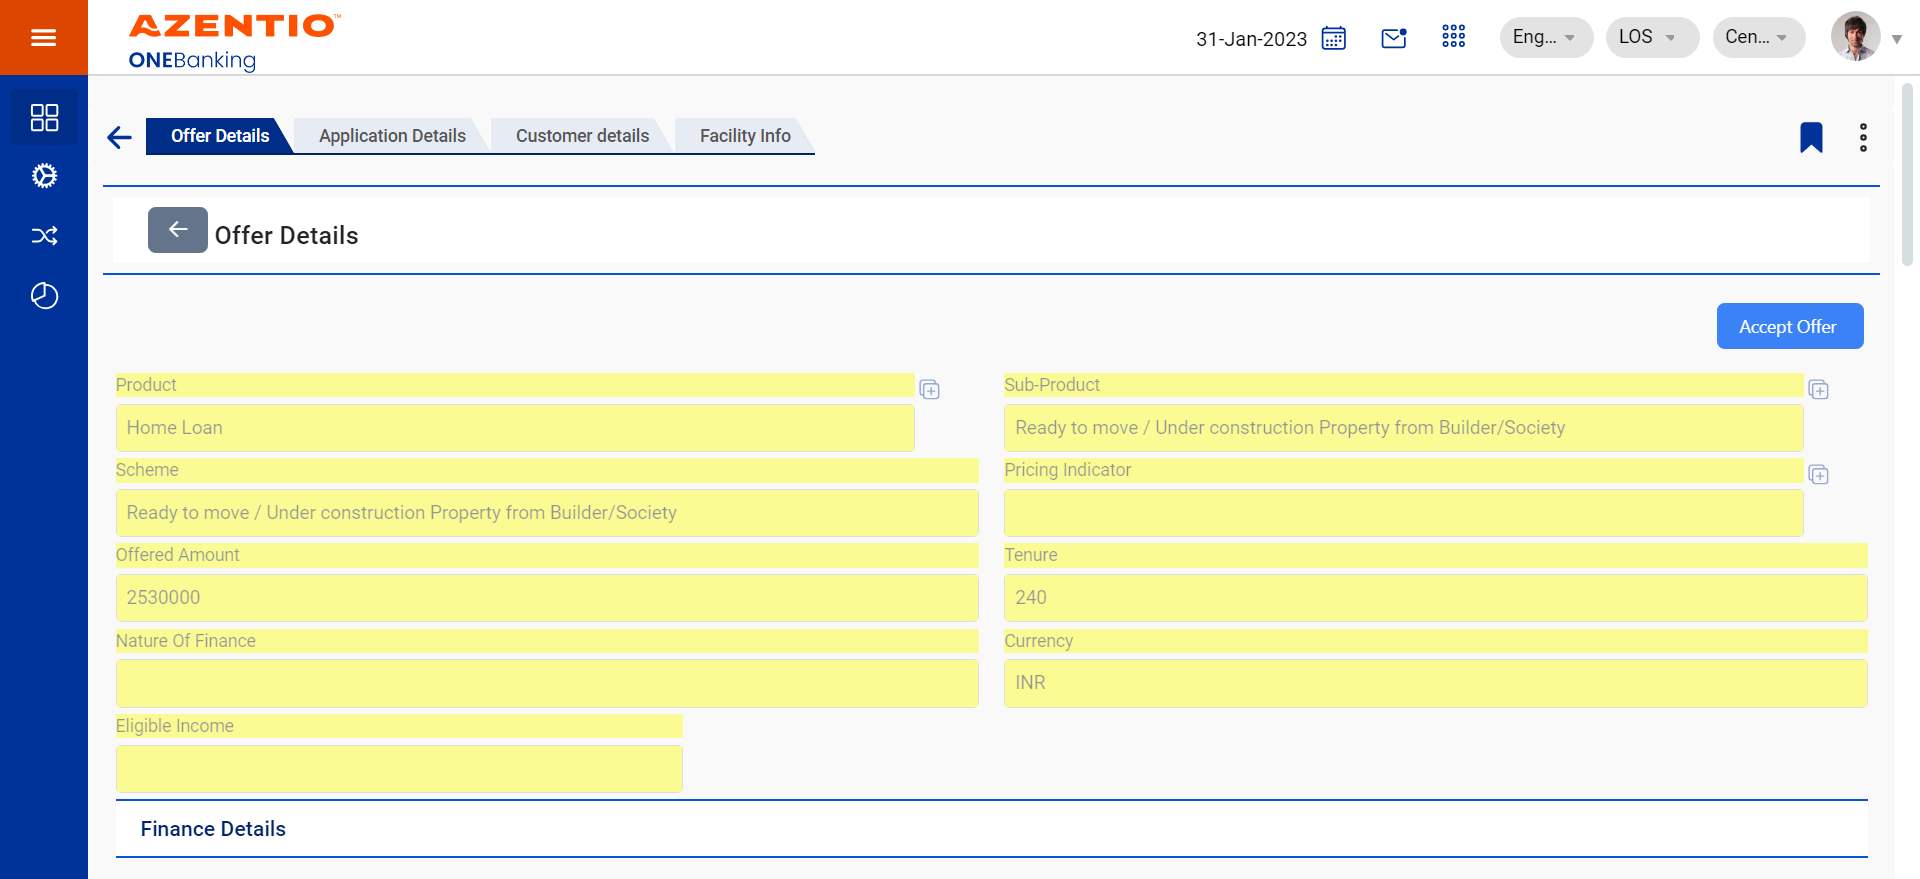 AZENTIO™
ONEBanking
31-Jan-2023
Eng...
LOS
Cen...
Offer Details
Application Details
Customer details
Facility Info
Offer Details
Accept Offer
Product
Sub-Product
Home Loan
Ready to move / Under construction Property from Builder/Society
Scheme
Pricing Indicator
Ready to move / Under construction Property from Builder/Society
Offered Amount
Tenure
2530000
240
Nature Of Finance
Currency
INR
Eligible Income
Finance Details